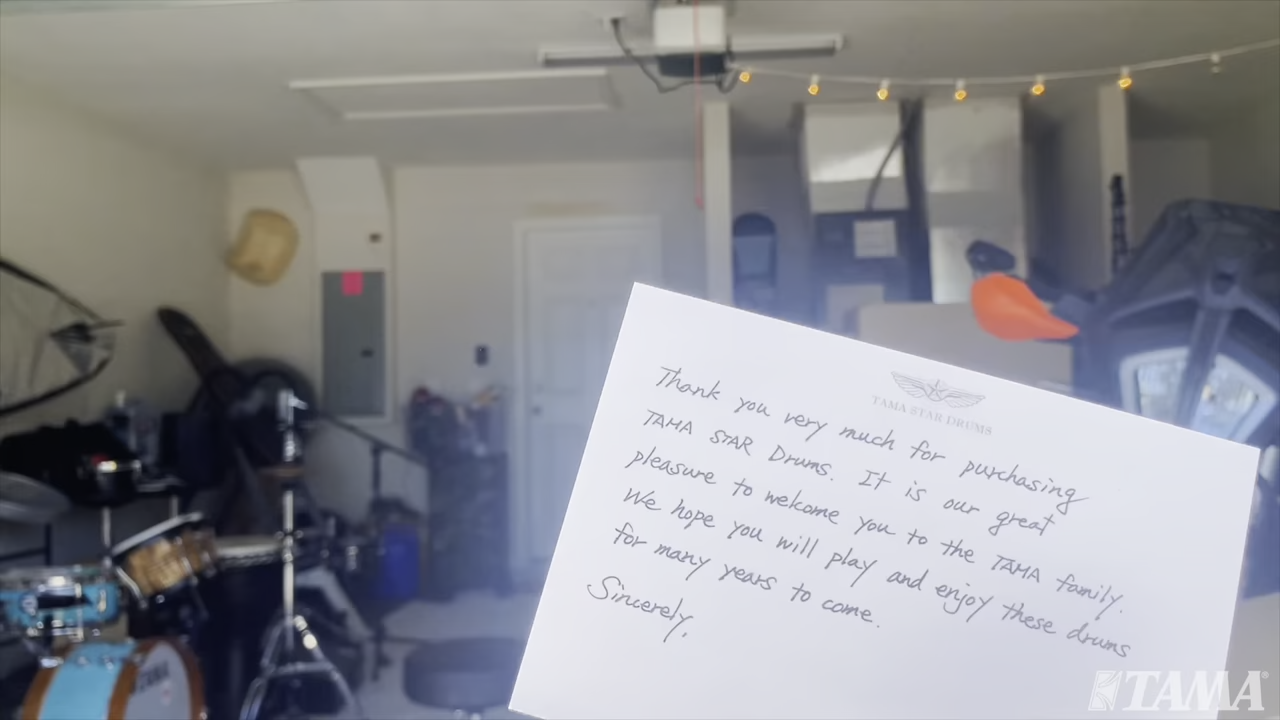 TAMA STAR DRUMS
Thank you very much for purchasing
TAMA STAR Drums. It is our great
pleasure to welcome you to the TAMA family.
We hope you will play and enjoy these drums
for many years to come.
Sincerely,
TAMA
TAMA